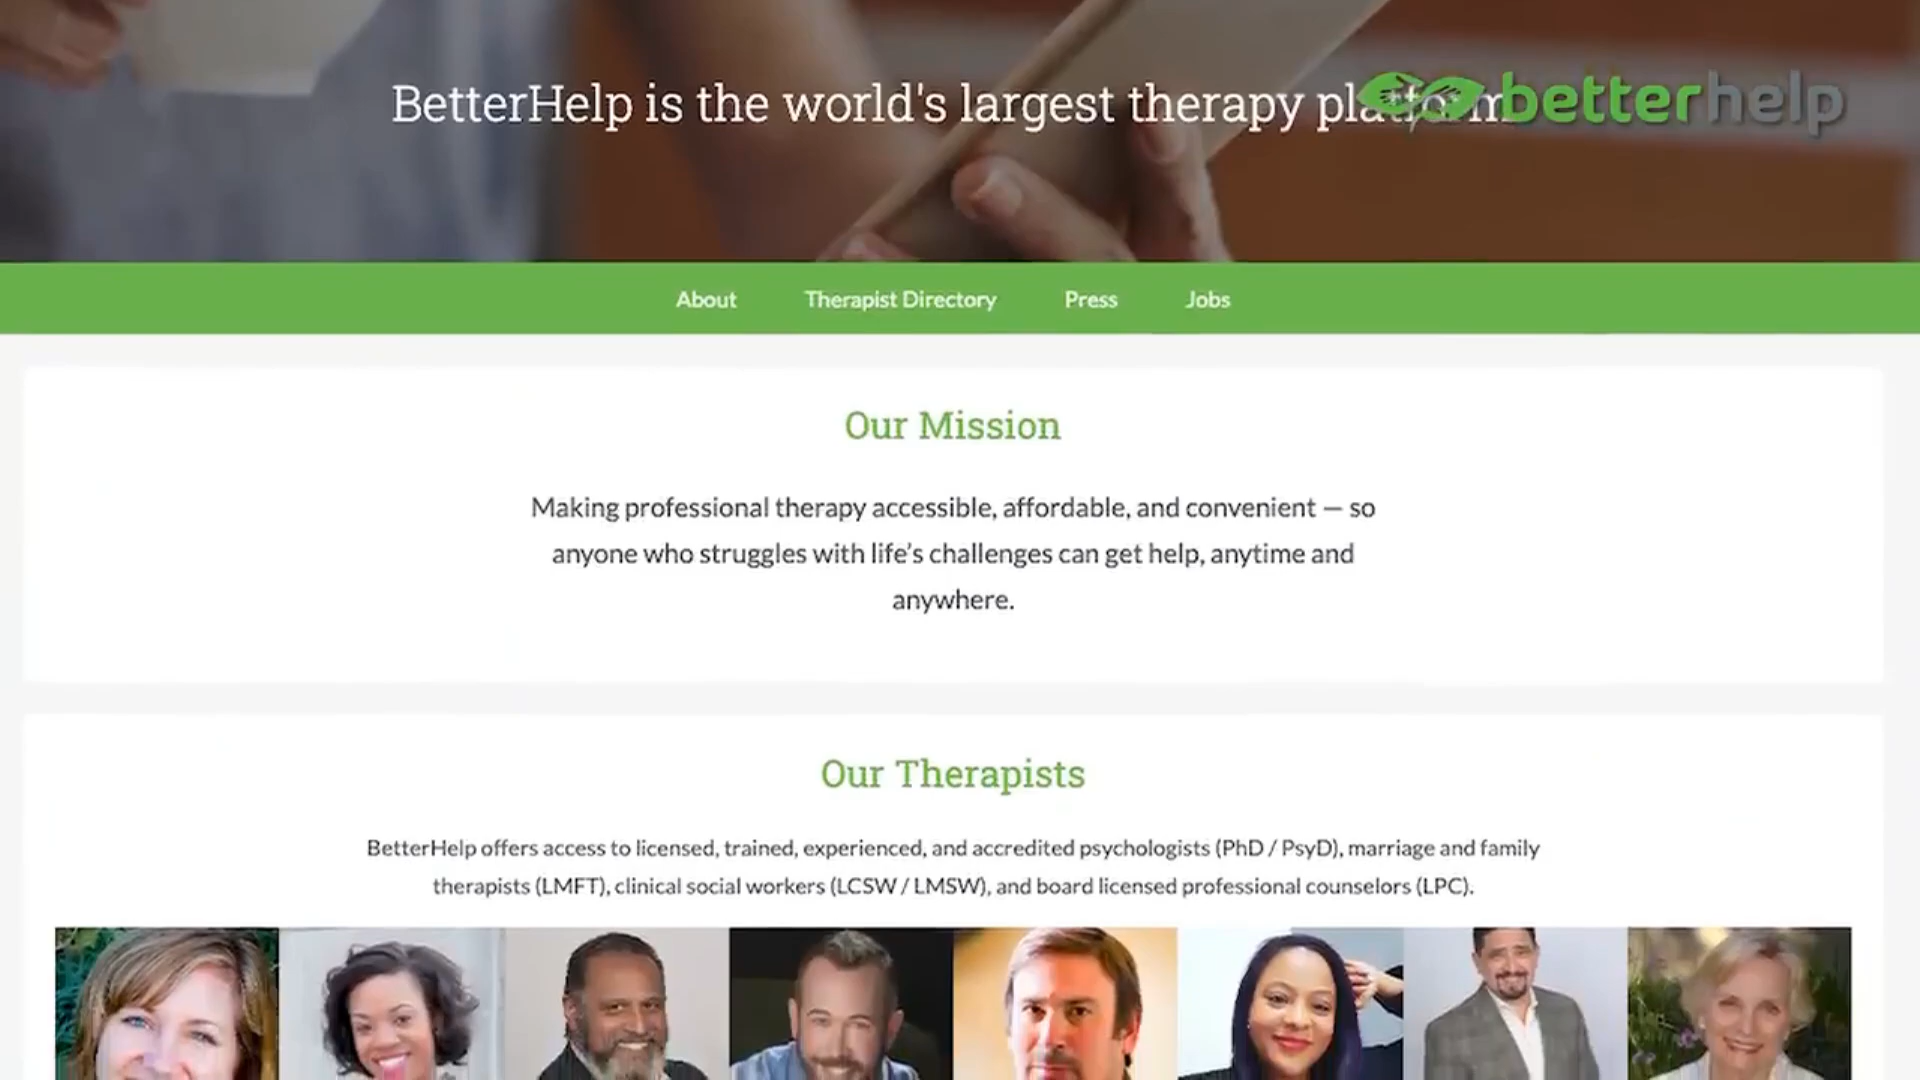 BetterHelp is the world's largest therapy platform
betterhelp
About Therapist Directory Press Jobs
Our Mission
Making professional therapy accessible, affordable, and convenient — so
anyone who struggles with life’s challenges can get help, anytime and
anywhere.
Our Therapists
BetterHelp offers access to licensed, trained, experienced, and accredited psychologists (PhD / PsyD), marriage and family
therapists (LMFT), clinical social workers (LCSW / LMSW), and board licensed professional counselors (LPC).